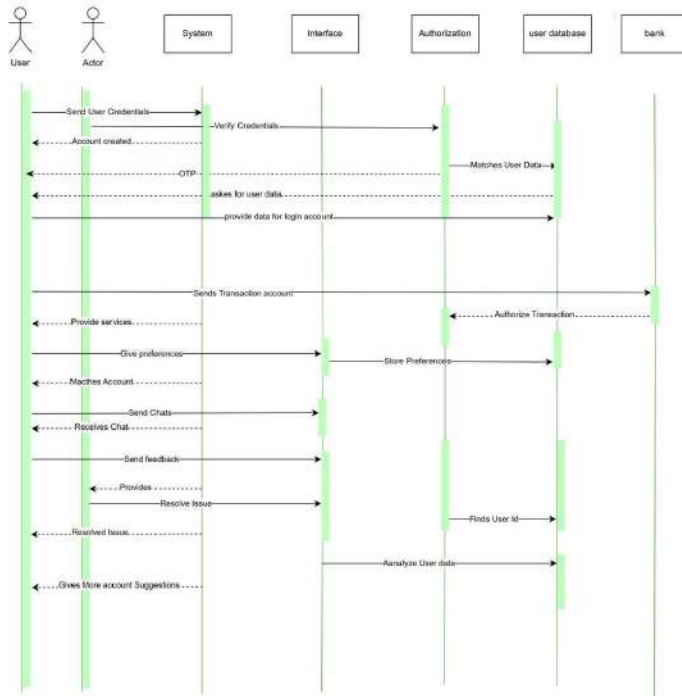 System
Interface
Authorization
user database
bank
User
Actor
Send User Credentials
Verify Credentials
Account created
Matches User Data
OTP
askes for user data
provide data for login account
Sends Transaction account
Authorize Transaction
Provide services
Give preferences
Store Preferences
Macthes Account
Send Chats
Receives Chat
Send feedback
Provides
Resolve Issue
Finds User Id
Resolved Issue
Aanalyze User data
Gives More account Suggestions